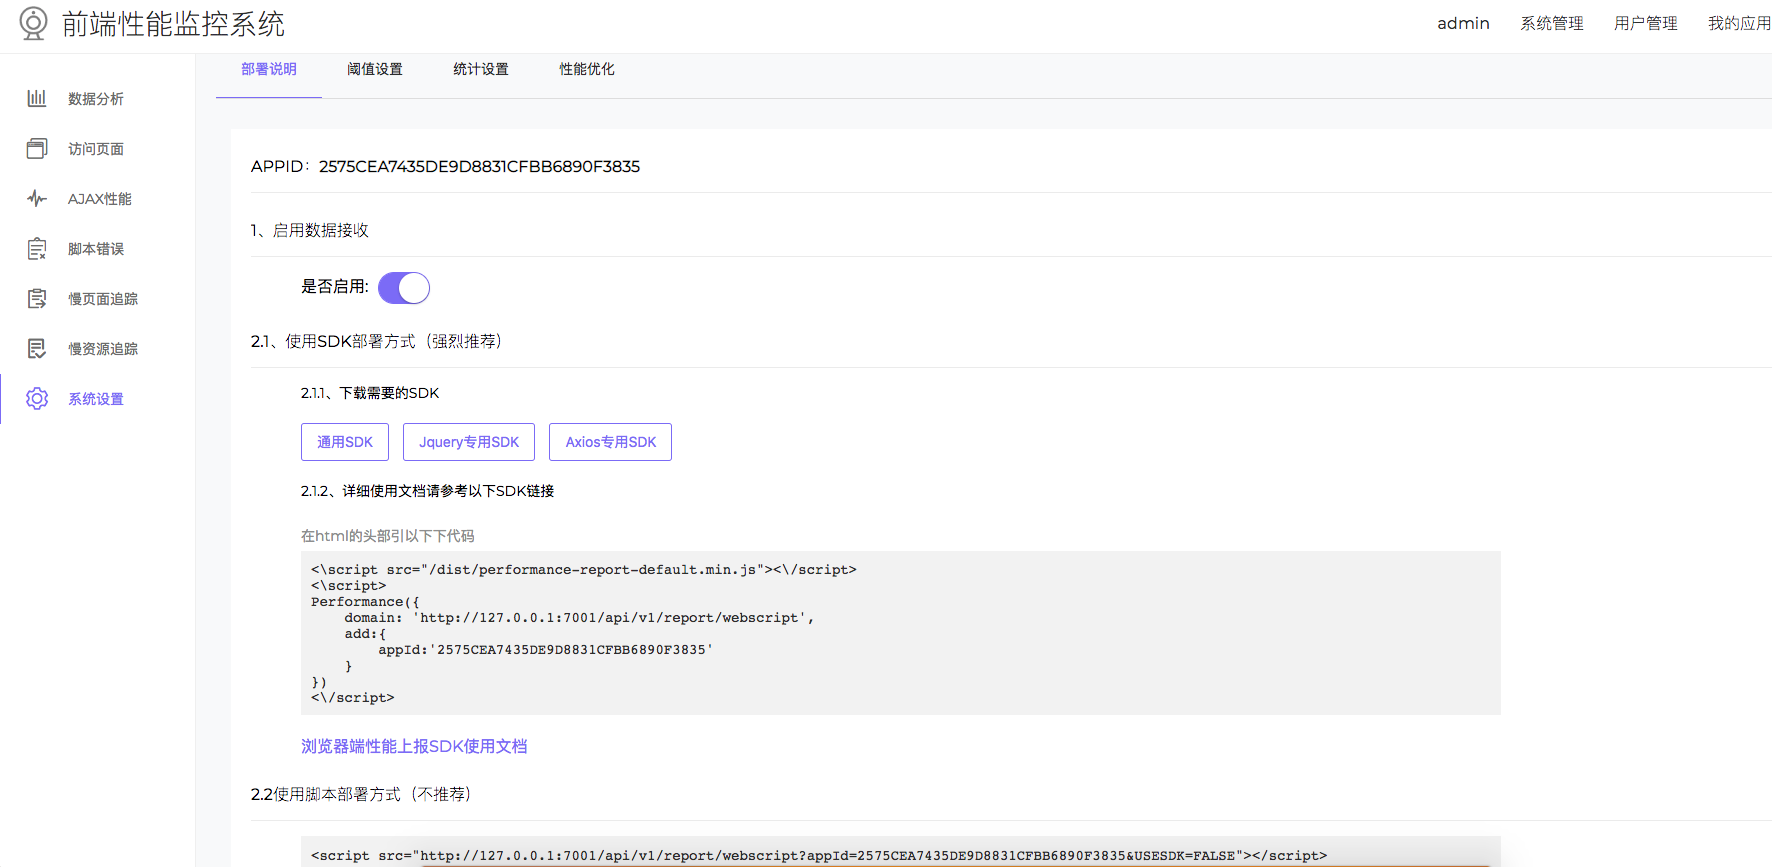 前端性能监控系统
admin 系统管理 用户管理 我的应用
部署说明 阈值设置 统计设置 性能优化
数据分析
访问页面
AJAX性能
脚本错误
慢页面追踪
慢资源追踪
系统设置
APPID：2575CEA7435DE9D8831CFBB6890F3835
1、启用数据接收
是否启用:
2.1、使用SDK部署方式（强烈推荐）
2.1.1、下载需要的SDK
通用SDK Jquery专用SDK Axios专用SDK
2.1.2、详细使用文档请参考以下SDK链接
在html的头部引以下下代码
<\script src="/dist/performance-report-default.min.js"><\/script>
<\script>
Performance({
domain: 'http://127.0.0.1:7001/api/v1/report/webscript',
add:{
appId:'2575CEA7435DE9D8831CFBB6890F3835'
}
})
<\/script>
浏览器端性能上报SDK使用文档
2.2使用脚本部署方式（不推荐）
<script src="http://127.0.0.1:7001/api/v1/report/webscript?appId=2575CEA7435DE9D8831CFBB6890F3835&USESDK=FALSE"></script>